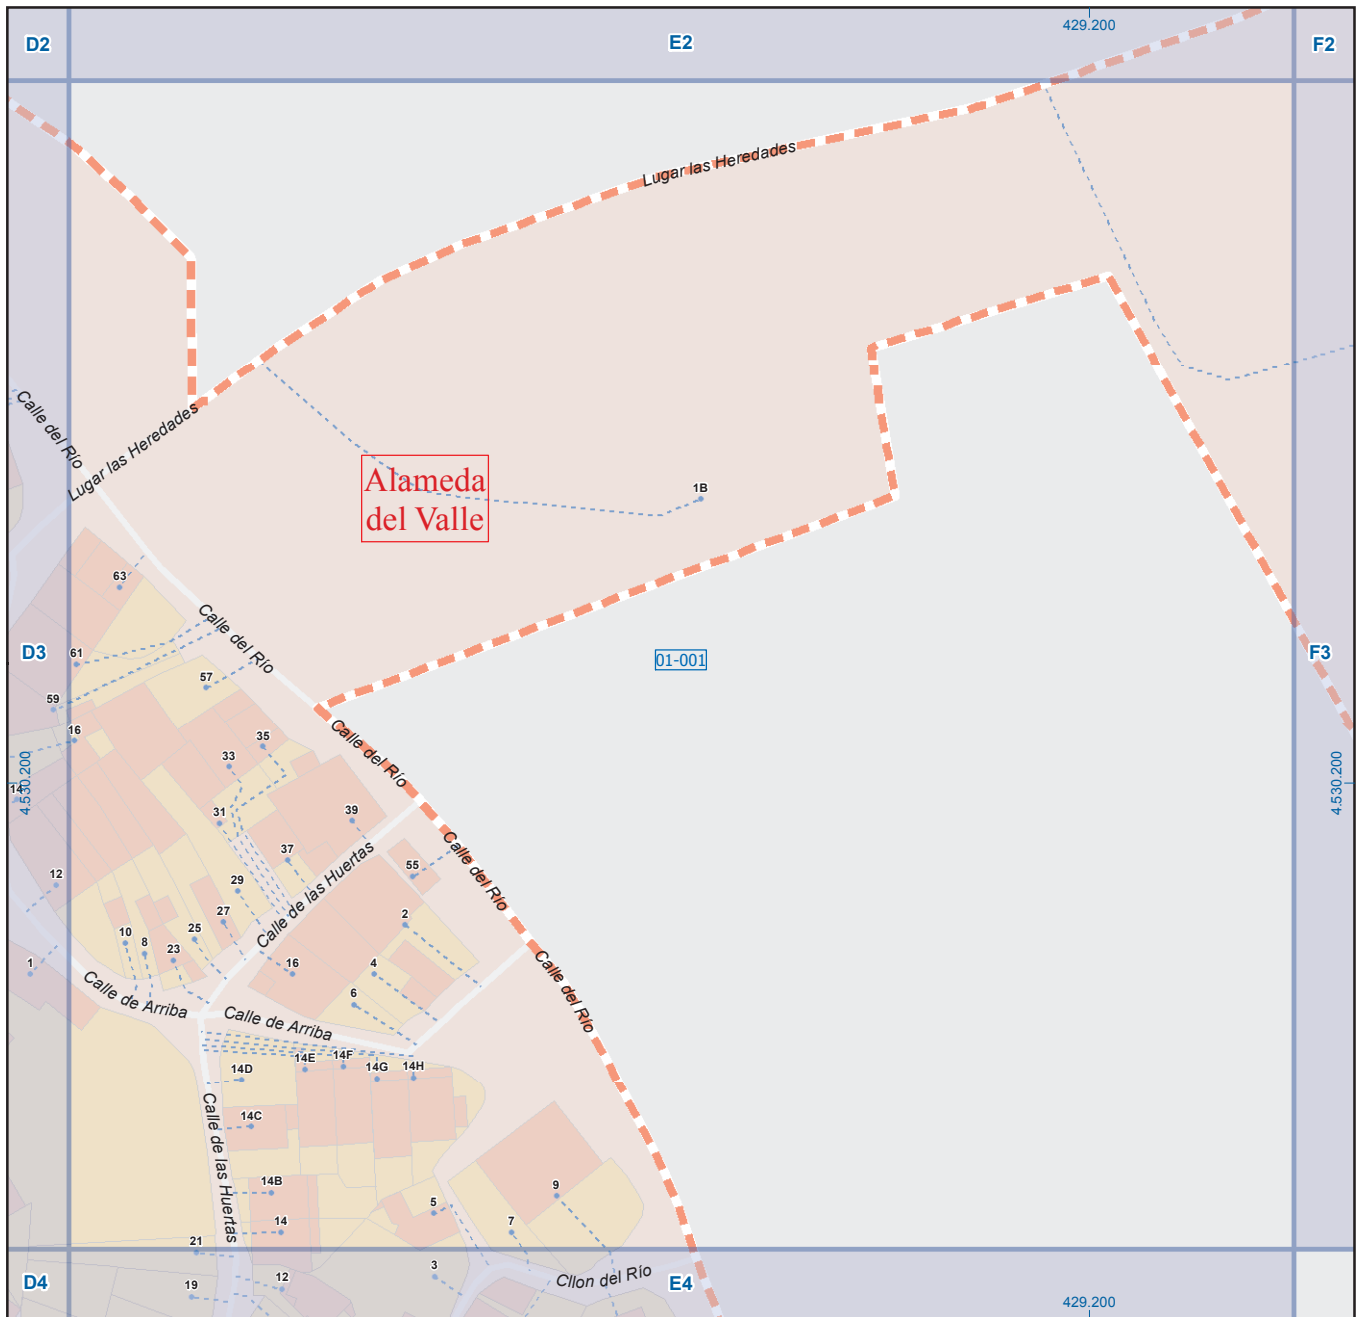 429.200
D2
E2
F2
Lugar las Heredades
Calle del Río
Lugar las Heredades
Alameda
del Valle
1B
63
Calle del Río
D3
61
01-001
F3
57
59
16
35
Calle del Río
33
4.530.200
4.530.200
14
31
39
37
Calle de las Huertas
Calle del Río
55
12
29
27
2
10
8
23
25
1
16
4
Calle del Río
Calle de Arriba
6
Calle de Arriba
14D
14E
14F
14G
14H
14C
Calle de las Huertas
14B
9
5
14
7
21
D4
19
12
3
Cllon del Río
E4
429.200